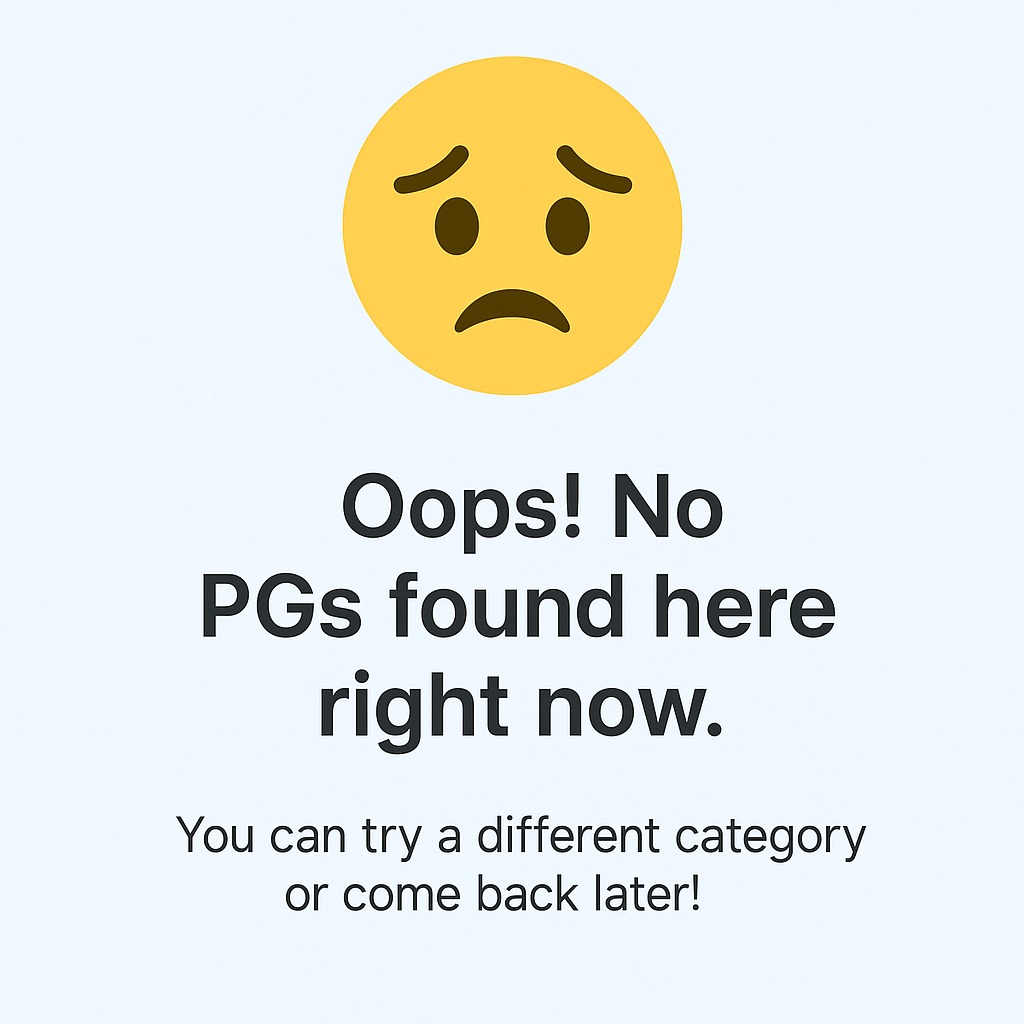 Oops! No
PGs found here
right now.
You can try a different category
or come back later!